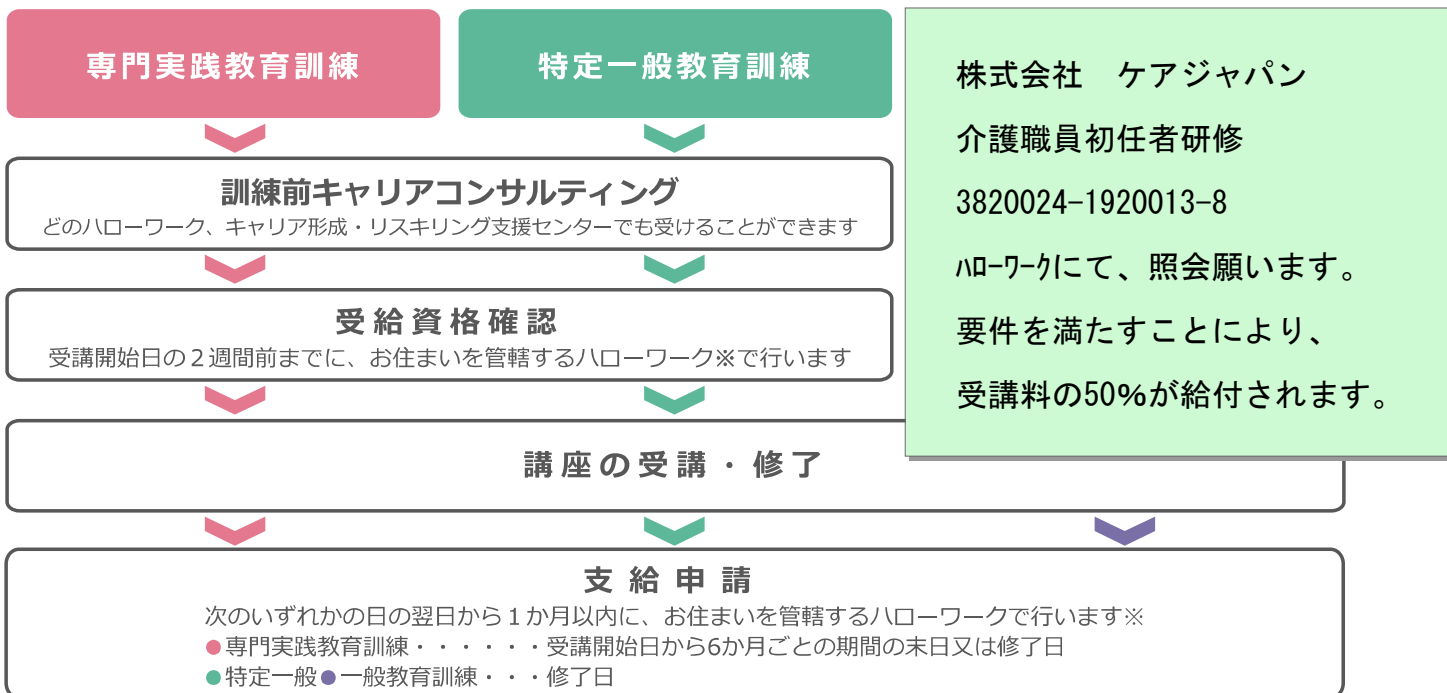 専門実践教育訓練
特定一般教育訓練
株式会社　ケアジャパン
介護職員初任者研修
3820024-1920013-8
ﾊﾛｰﾜｰｸにて、照会願います。
要件を満たすことにより、
受講料の50%が給付されます。
訓練前キャリアコンサルティング
どのハローワーク、キャリア形成・リスキリング支援センターでも受けることができます
受給資格確認
受講開始日の２週間前までに、お住まいを管轄するハローワーク※で行います
講座の受講・修了
支給申請
次のいずれかの日の翌日から１か月以内に、お住まいを管轄するハローワークで行います※
●専門実践教育訓練・・・・・・受講開始日から6か月ごとの期間の末日又は修了日
●特定一般●一般教育訓練・・・修了日